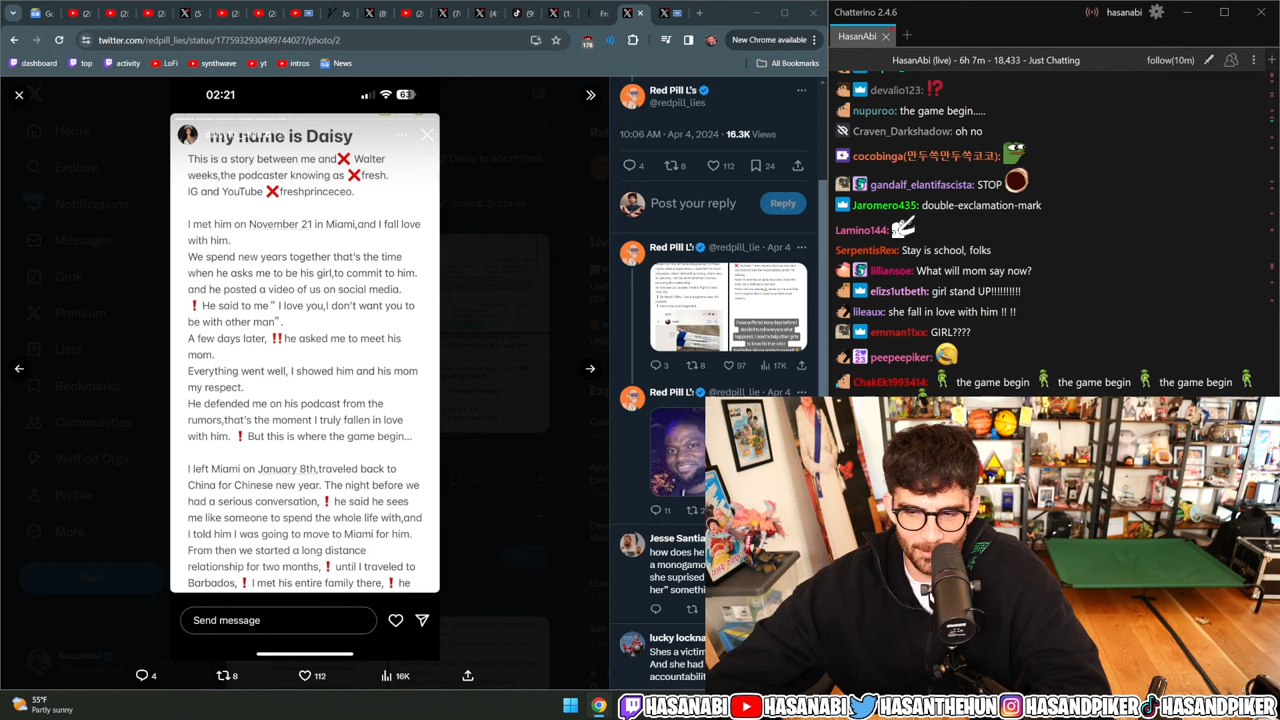 New Chrome available
twitter.com/redpill_lies/status/1775932930499744027/photo/2
178
dashboard
top
activity
LoFi
synthwave
yt
intros
News
All Bookmarks
02:21
63
my name is Daisy
This is a story between me and❌ Walter
weeks,the podcaster knowing as ❌fresh.
IG and YouTube ❌freshprinceceo.
I met him on November 21 in Miami,and I fall love
with him.
We spend new years together that's the time
when he asks me to be his girl,to commit to him.
and he posted a video of us on social media.
❗He said to me“ I love you,I don't want you to
be with other man”.
A few days later, ‼️he asked me to meet his
mom.
Everything went well, I showed him and his mom
my respect.
He defended me on his podcast from the
rumors,that's the moment I truly fallen in love
with him. ❗But this is where the game begin...
I left Miami on January 8th,traveled back to
China for Chinese new year. The night before we
had a serious conversation, ❗he said he sees
me like someone to spend the whole life with,and
I told him I was going to move to Miami for him.
From then we started a long distance
relationship for two months, ❗until I traveled to
Barbados, ❗I met his entire family there, ❗he
Send message
4
8
112
16K
Home
Explore
Notifications
Messages
Grok
Premium
Lists
Bookmarks
Communities
Verified Orgs
Profile
More
Post
hasanabi
Red Pill L's
@redpill_lies
10:06 AM · Apr 4, 2024 · 16.3K Views
4
8
112
24
Post your reply
Reply
Red Pill L's @redpill_lie · Apr 4
3
8
97
17K
Red Pill L's @redpill_lie · Apr 4
11
Jesse Santia
how does he
a monogamo
she suprised
her” somethi
lucky lockna
Shes a victim
And she had
accountabili
Chatterino 2.4.6
hasanabi
HasanAbi
HasanAbi (live) - 6h 7m - 18,433 - Just Chatting
follow(10m)
devalio123: ⁉️
nupuroo: the game begin.....
Craven_Darkshadow: oh no
cocobinga(만두쏙만두쏙코코):
gandalf_elantifascista: STOP
Jaromero435: double-exclamation-mark
Lamino144:
SerpentisRex: Stay is school, folks
lilliansoe: What will mom say now?
elizs1utbeth: girl stand UP!!!!!!!!!!
lileaux: she fall in love with him !! !!
emman11xx: GIRL????
peepeepiker:
ChakEk1993414: the game begin the game begin the game begin
55°F
Partly sunny
HASANABI HASANABI HASANTHEHUN HASANDPIKER HASANDPIKER